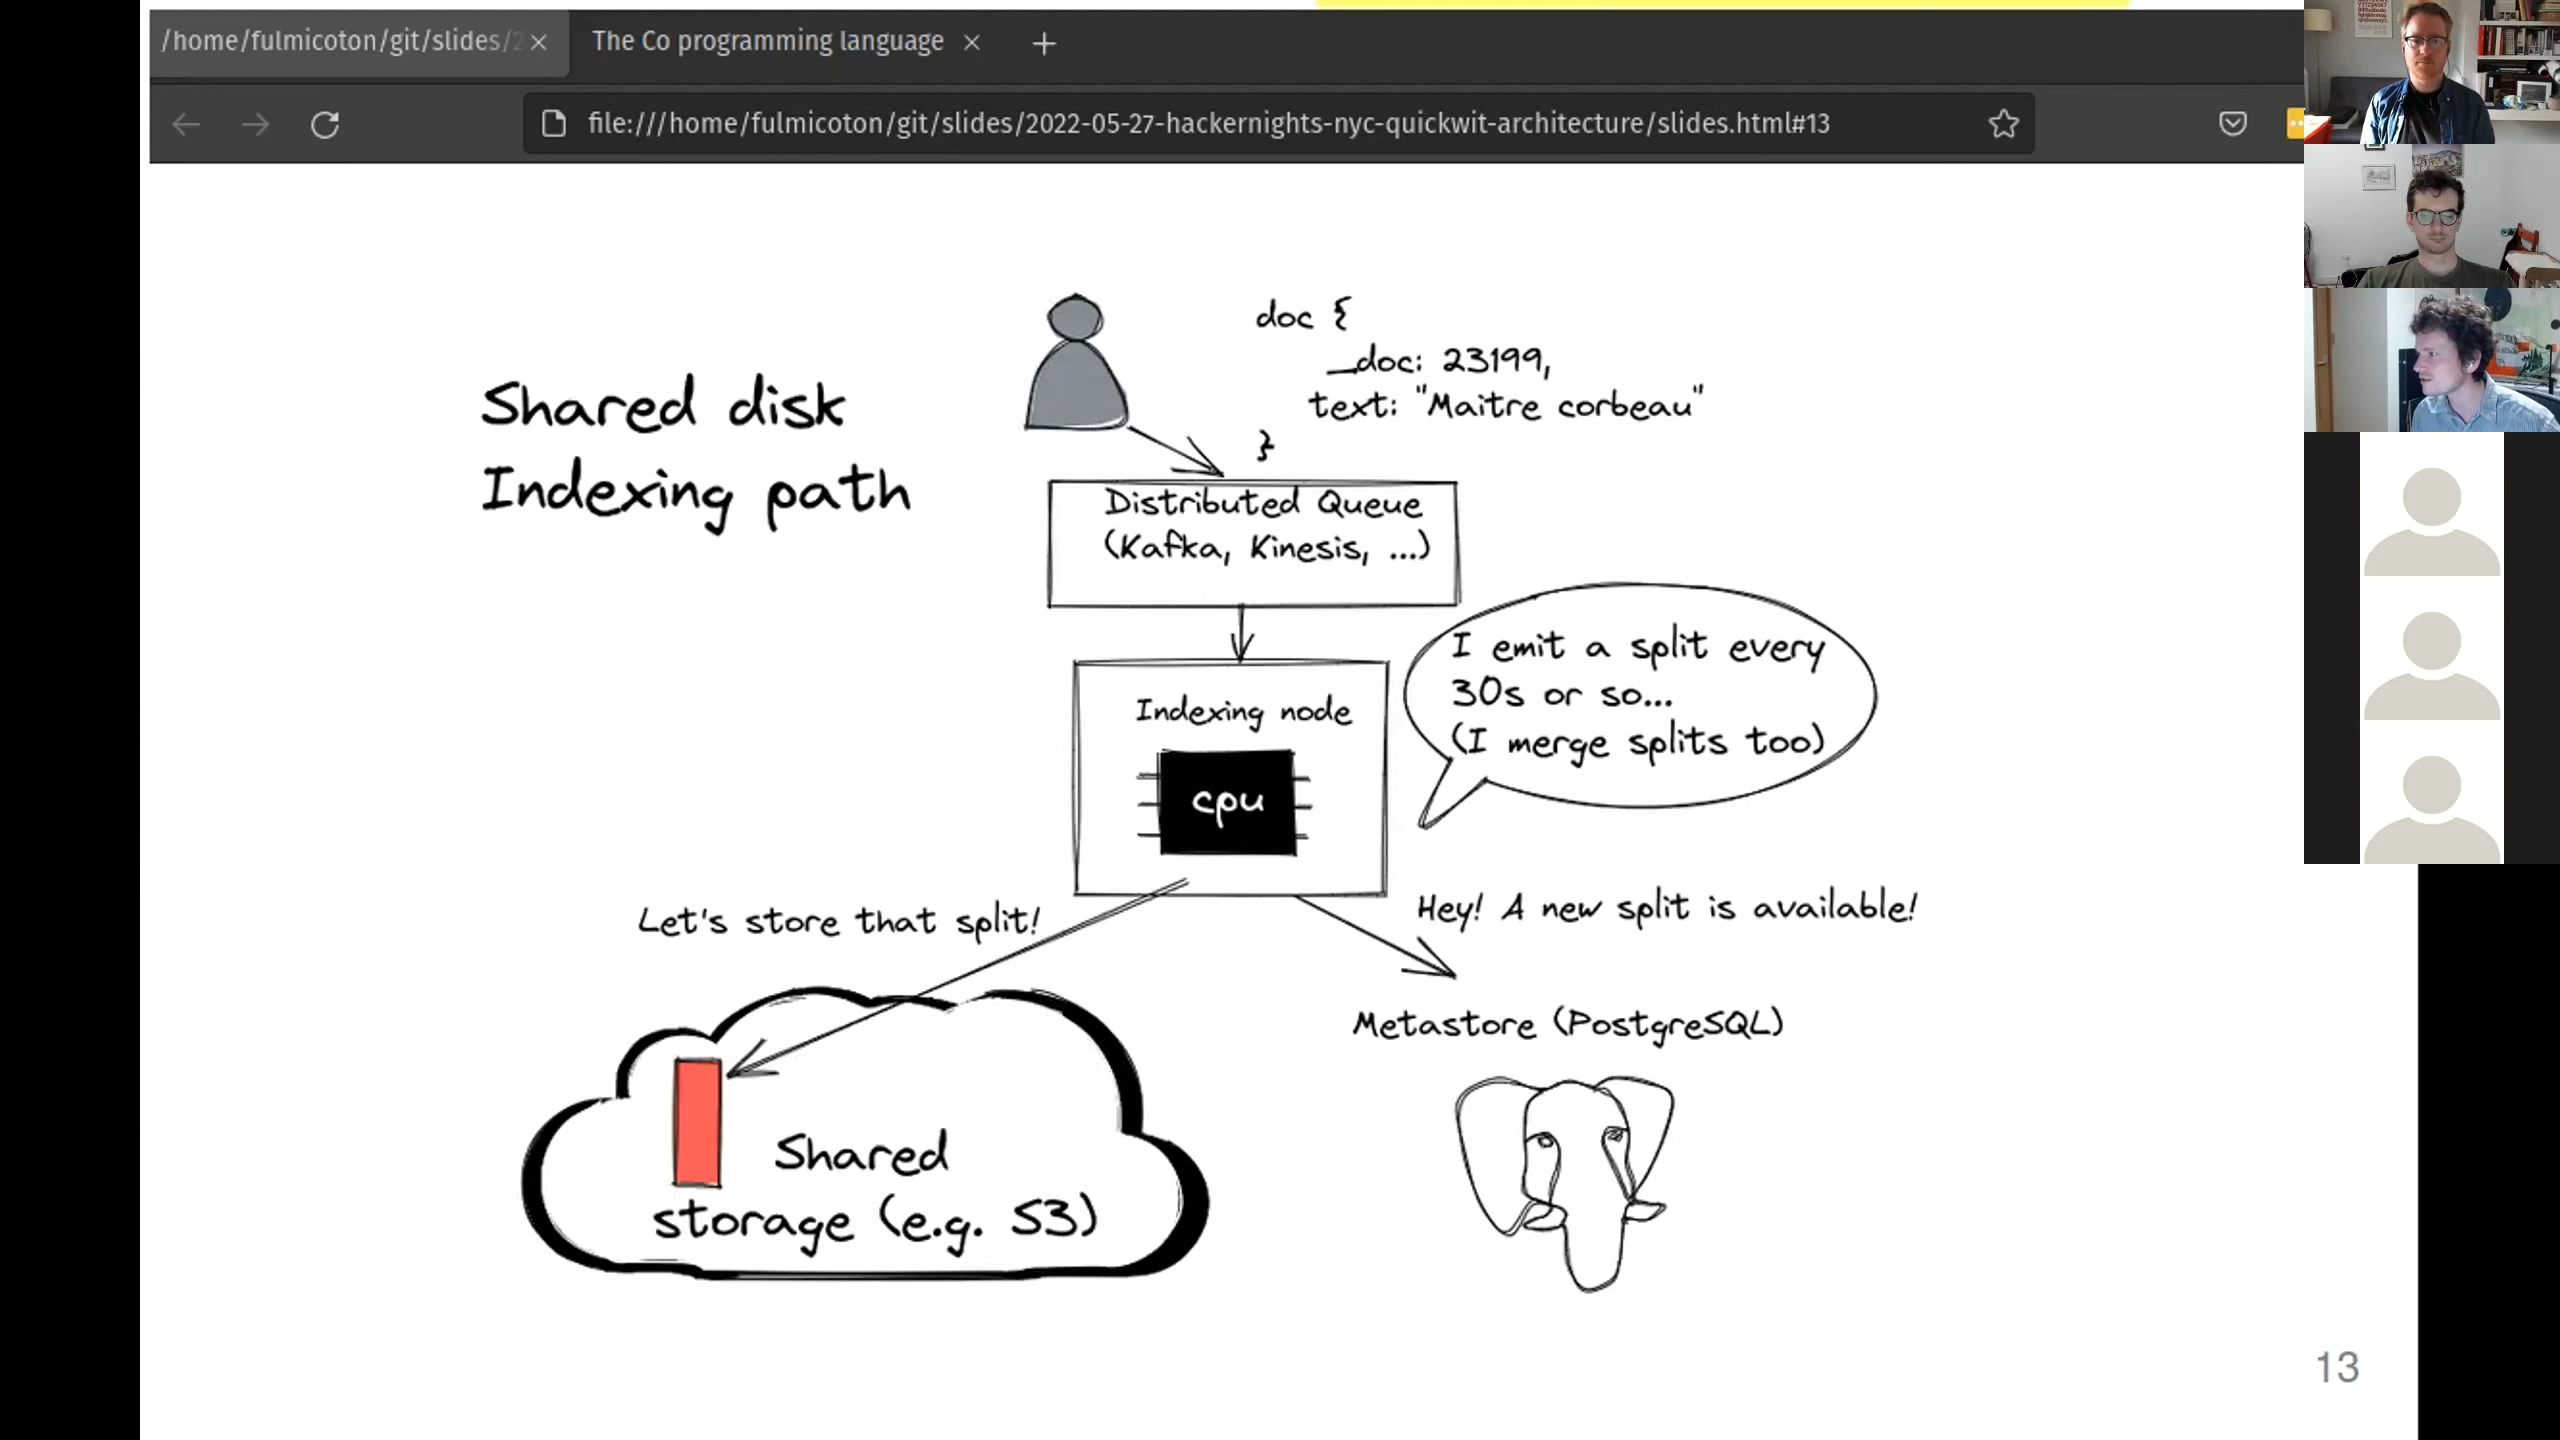 /home/fulmicoton/git/slides/2
The Co programming language
file:///home/fulmicoton/git/slides/2022-05-27-hackernights-nyc-quickwit-architecture/slides.html#13
Shared disk
Indexing path
doc {
_doc: 23199,
text: "Maitre corbeau"
}
Distributed Queue
(Kafka, Kinesis, ...)
Indexing node
cpu
I emit a split every
30s or so...
(I merge splits too)
Let's store that split!
Hey! A new split is available!
Metastore (PostgreSQL)
Shared
storage (e.g. S3)
13